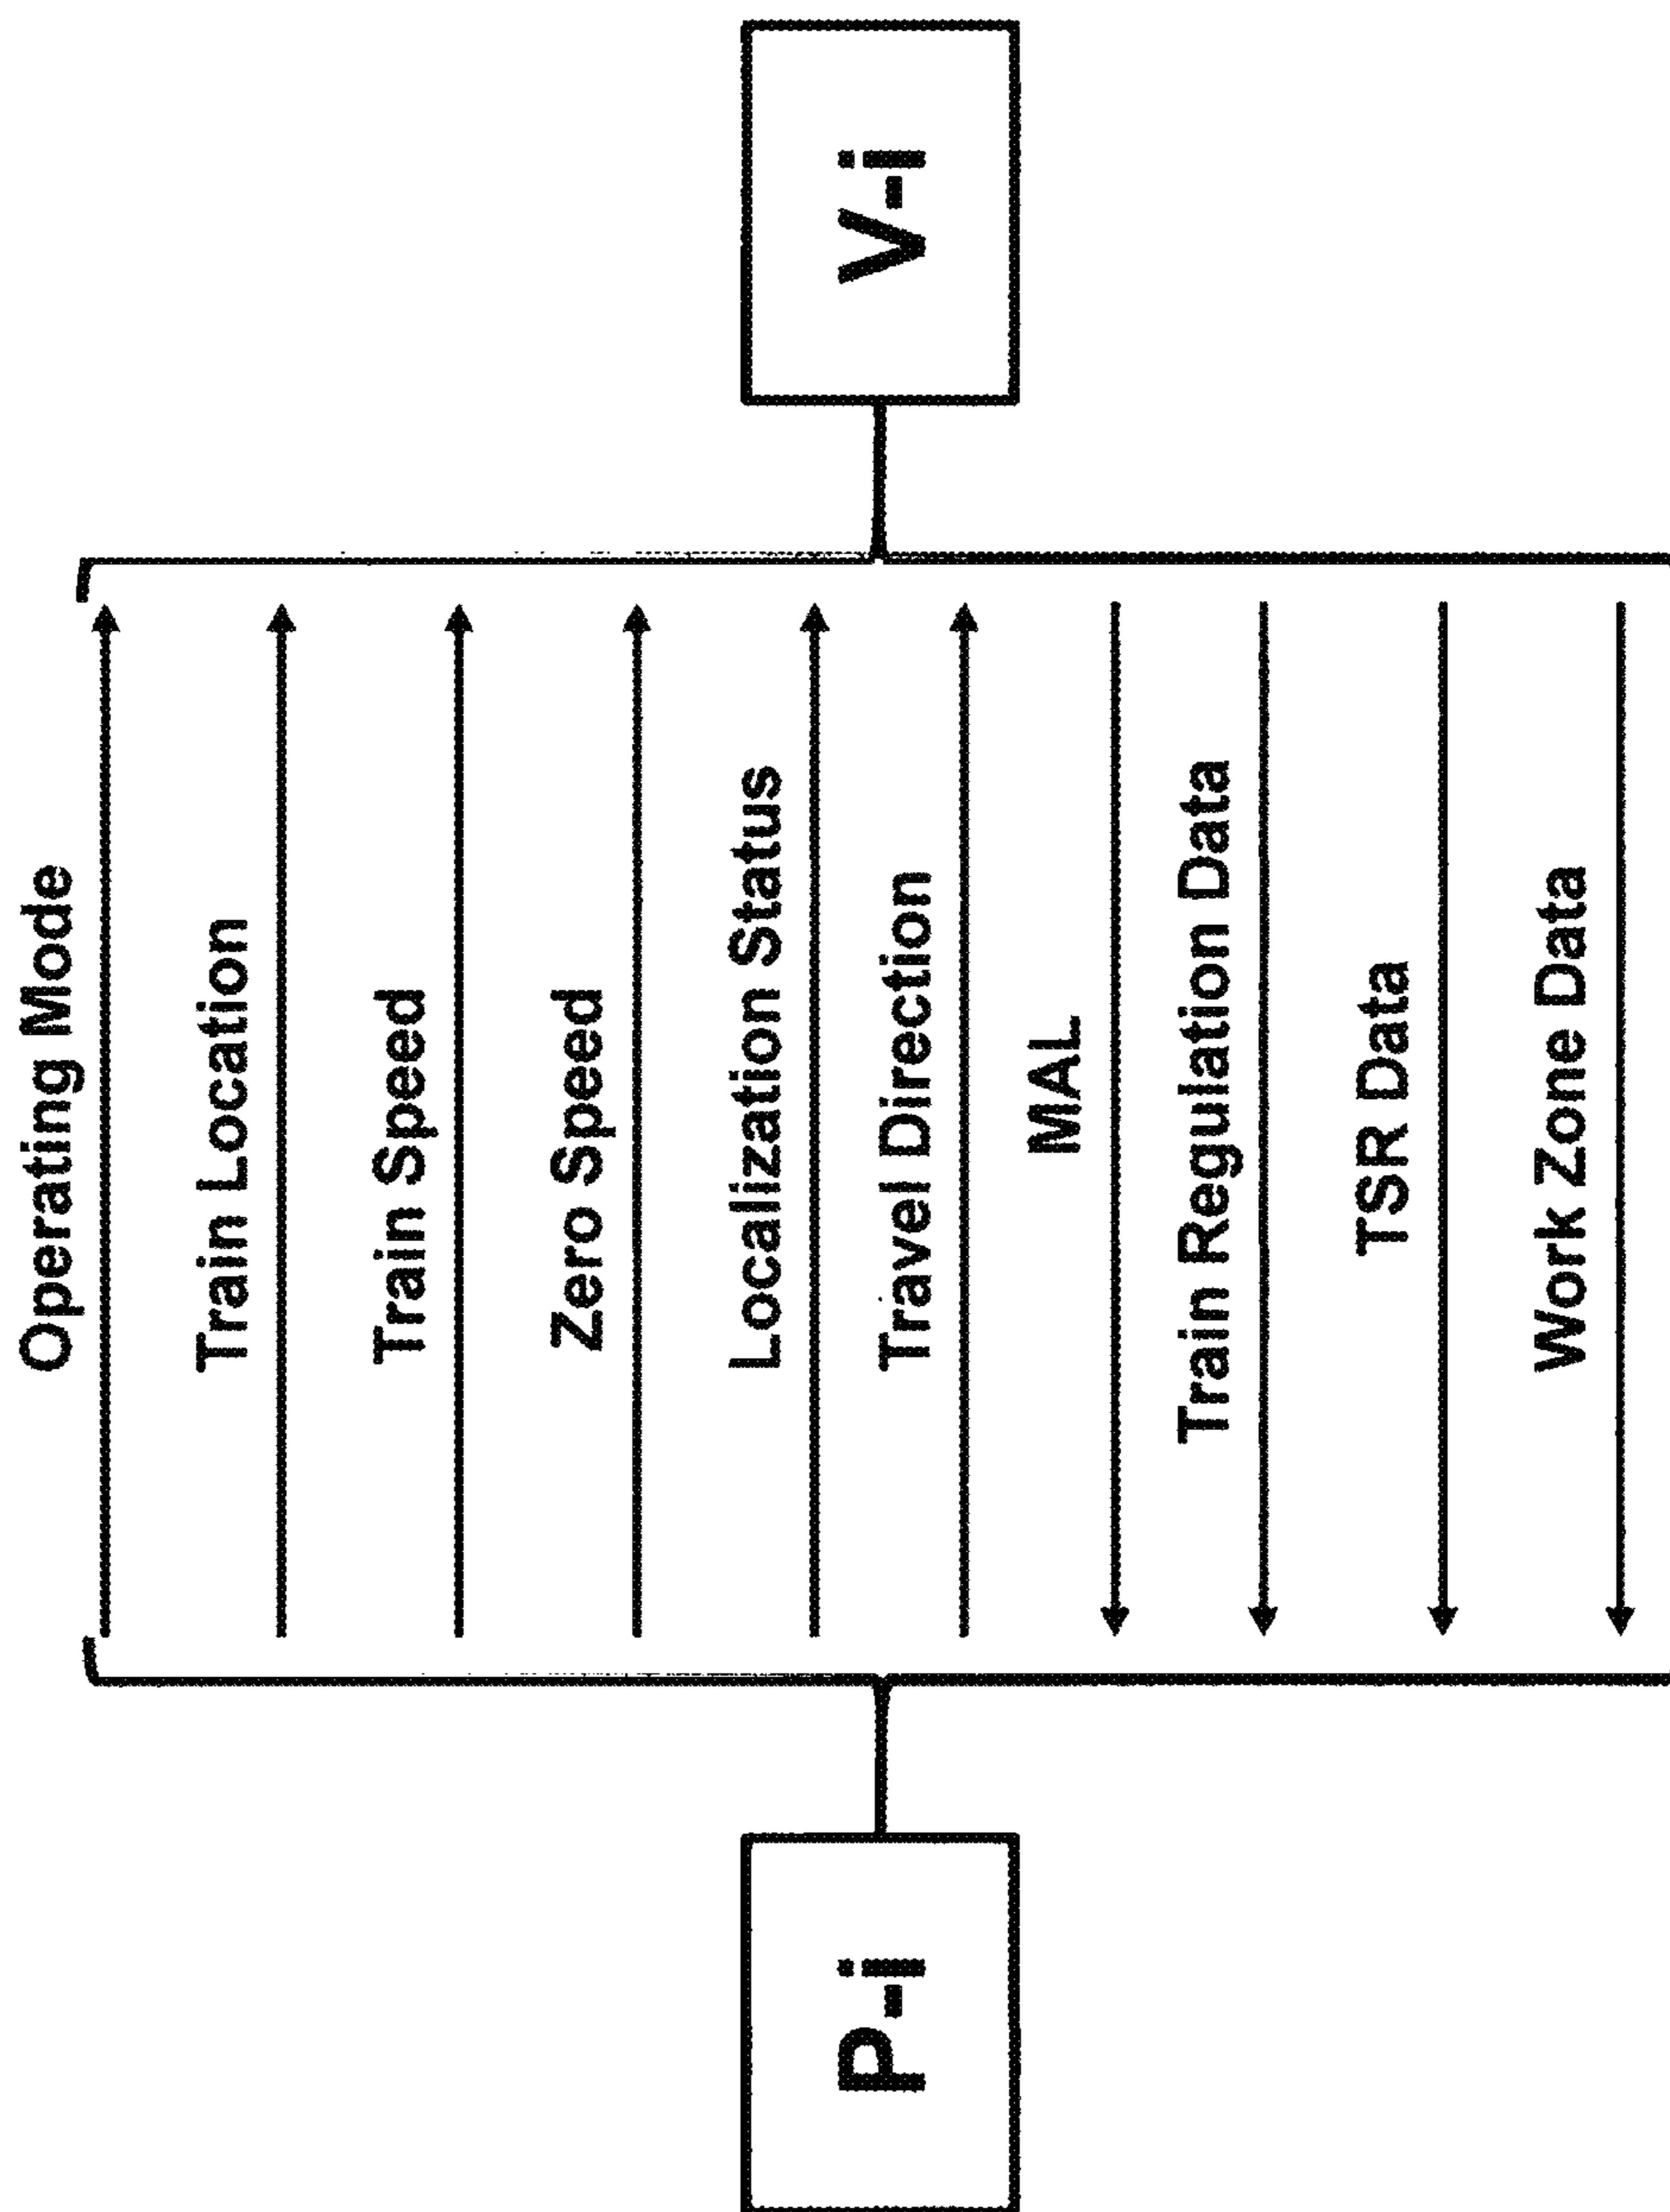 Operating Mode
Train Location
Train Speed
Zero Speed
Localization Status
Travel Direction
P-i
V-i
MAL
Train Regulation Data
TSR Data
Work Zone Data